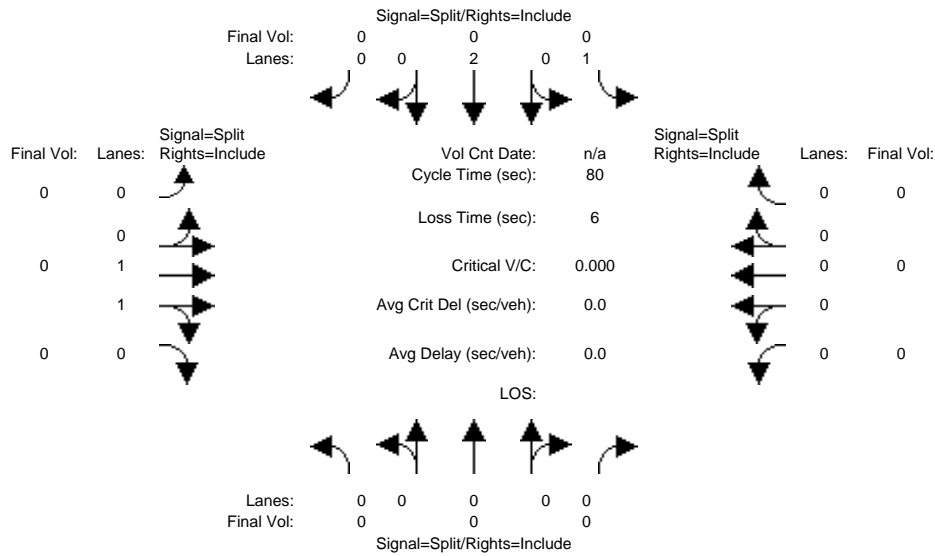 Signal=Split/Rights=Include
Final Vol: 0 0 0
Lanes: 0 0 2 0 1
Signal=Split
Final Vol: Lanes: Rights=Include
Vol Cnt Date: n/a
Signal=Split
Rights=Include Lanes: Final Vol:
Cycle Time (sec): 80
0 0
0 0
Loss Time (sec): 6
0
0
0 1
Critical V/C: 0.000
0 0
1
Avg Crit Del (sec/veh): 0.0
0
0 0
Avg Delay (sec/veh): 0.0
0 0
LOS:
Lanes: 0 0 0 0 0
Final Vol: 0 0 0
Signal=Split/Rights=Include